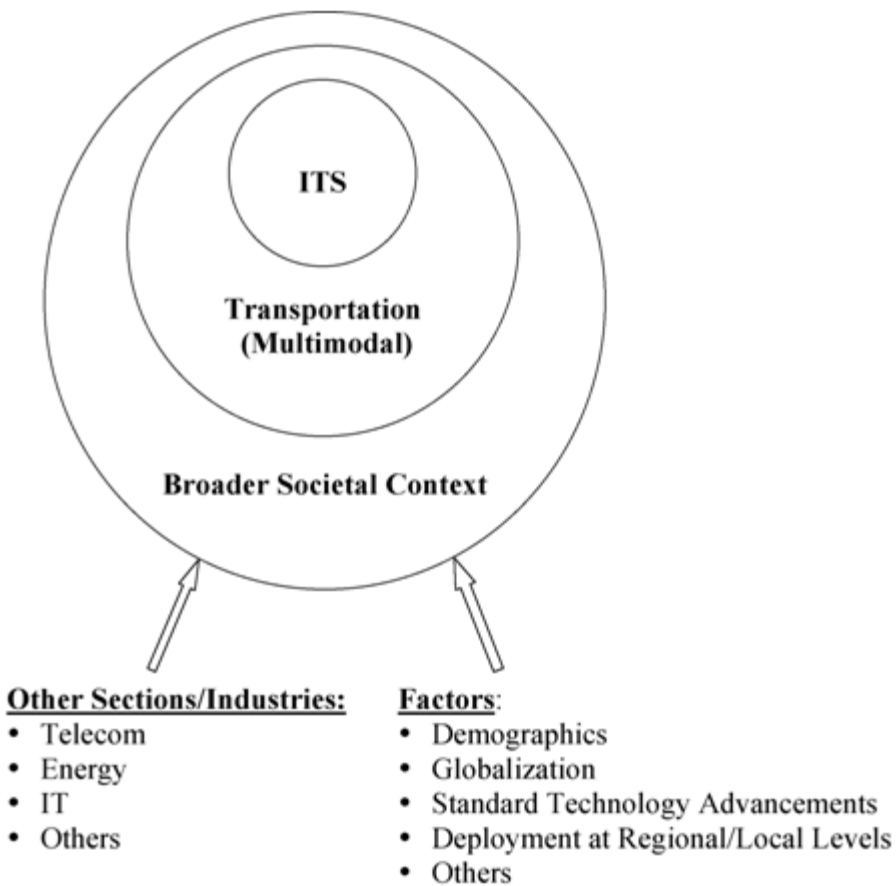 ITS
Transportation
(Multimodal)
Broader Societal Context
Other Sections/Industries:
• Telecom
• Energy
• IT
• Others
Factors:
• Demographics
• Globalization
• Standard Technology Advancements
• Deployment at Regional/Local Levels
• Others